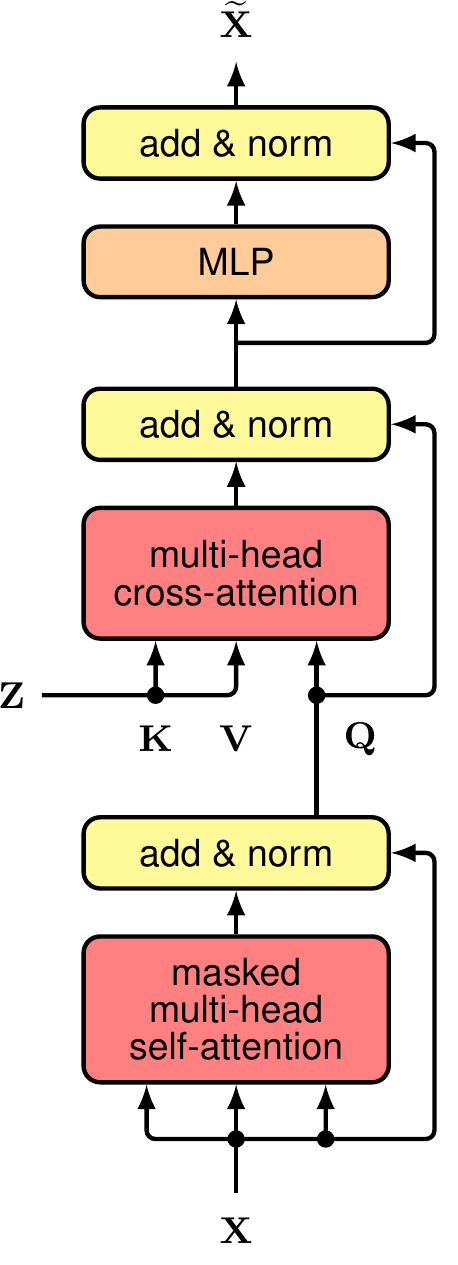 X̃
add & norm
MLP
add & norm
multi-head
cross-attention
Z
K V Q
add & norm
masked
multi-head
self-attention
X